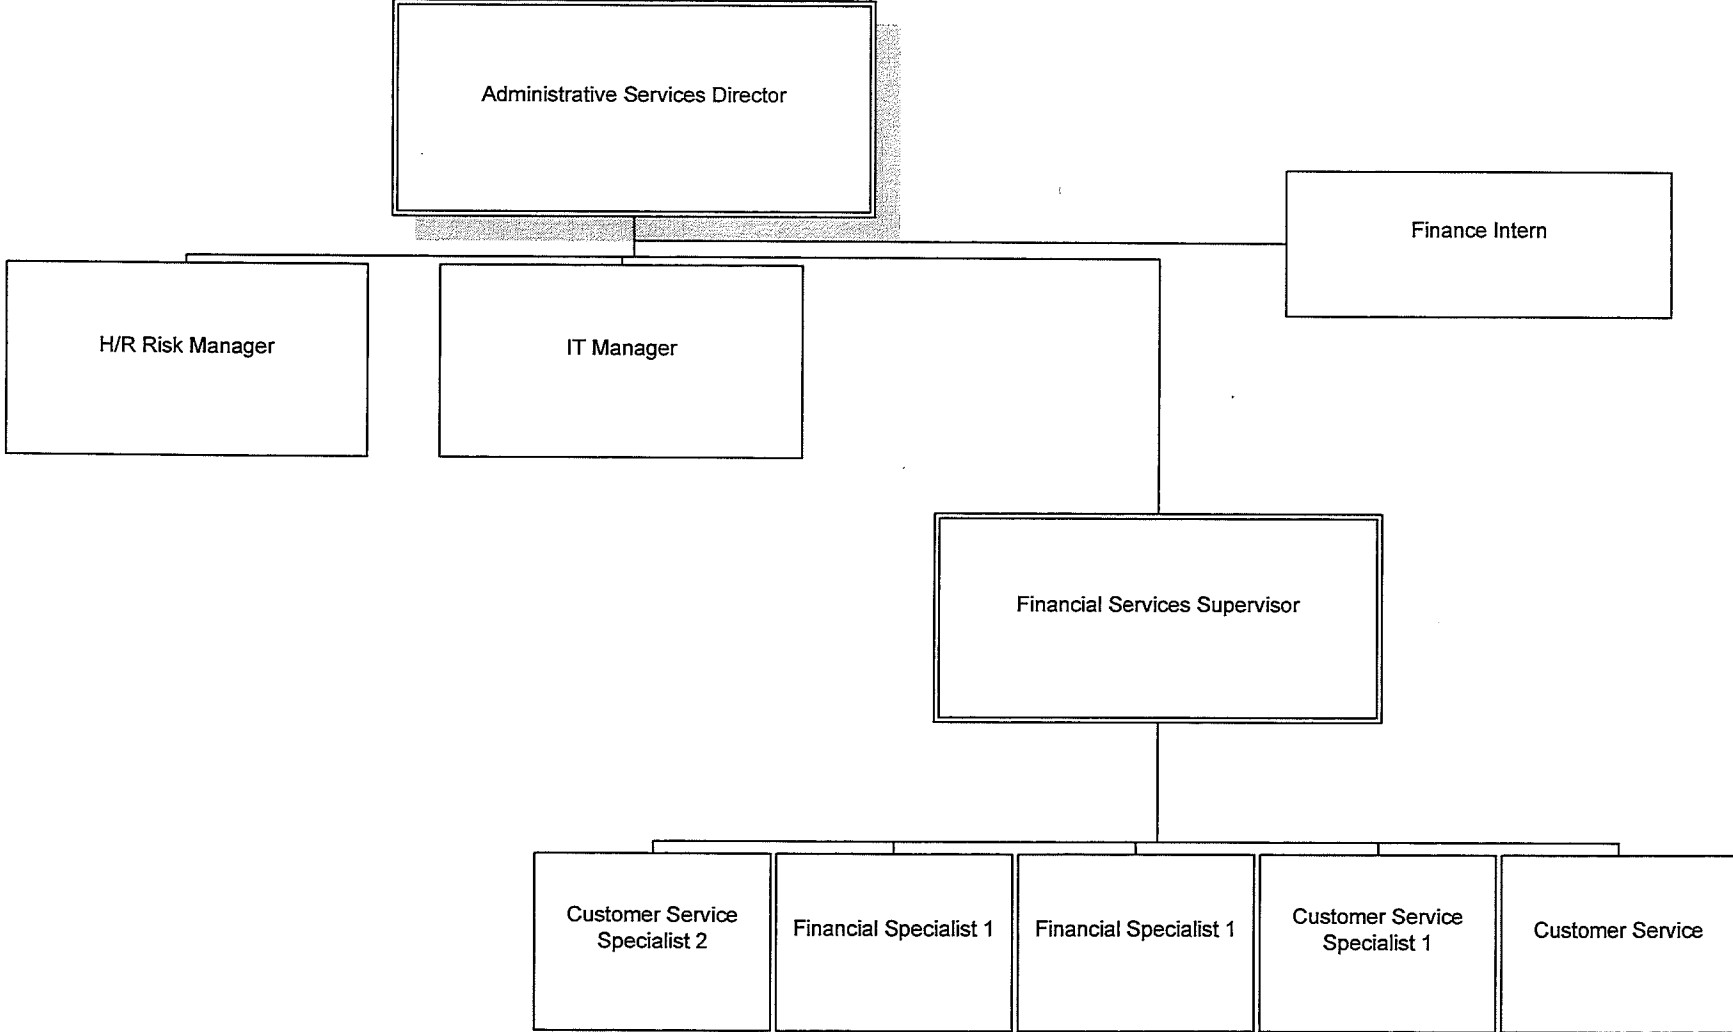 Administrative Services Director
Finance Intern
H/R Risk Manager
IT Manager
Financial Services Supervisor
Customer Service
Specialist 2
Financial Specialist 1
Financial Specialist 1
Customer Service
Specialist 1
Customer Service